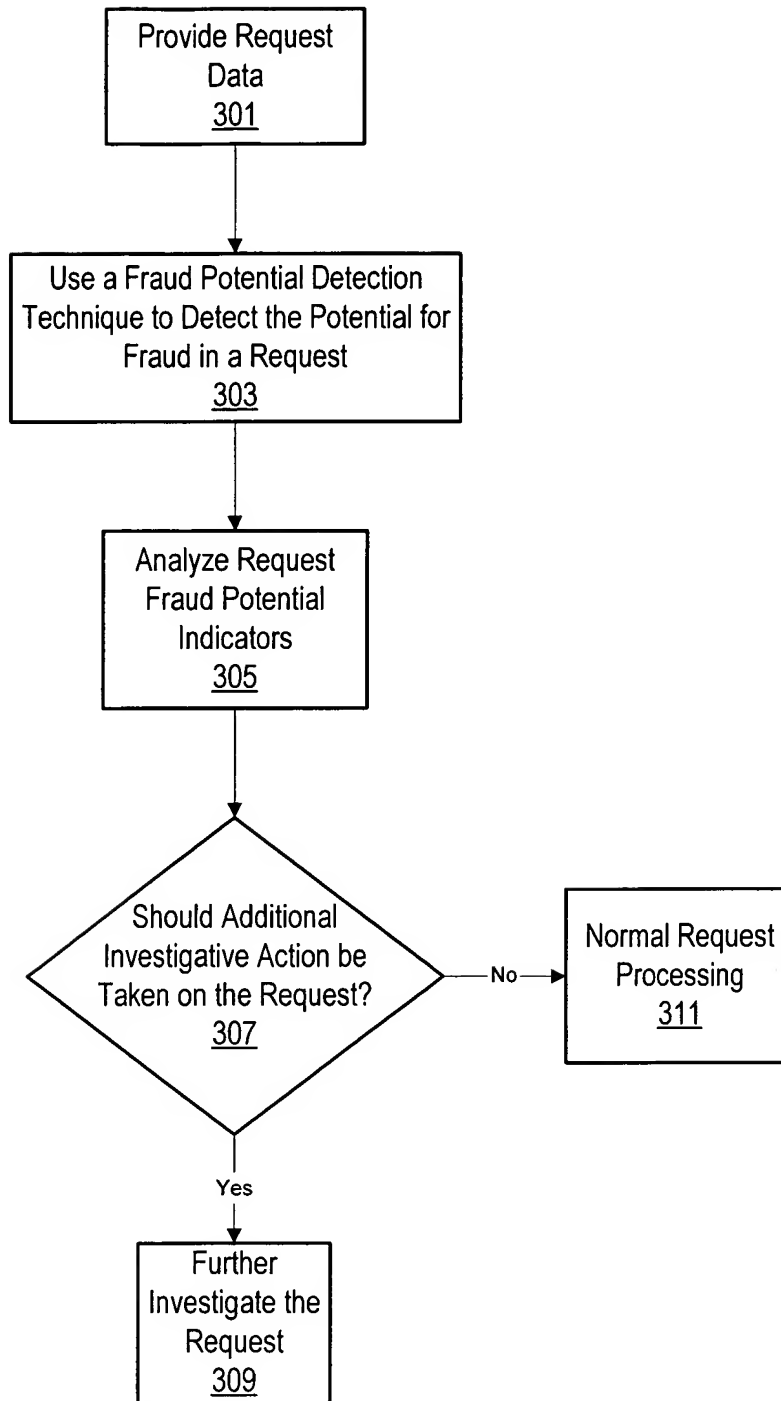 Provide Request
Data
301
Use a Fraud Potential Detection
Technique to Detect the Potential for
Fraud in a Request
303
Analyze Request
Fraud Potential
Indicators
305
Should Additional
Investigative Action be
Taken on the Request?
307
No
Normal Request
Processing
311
Yes
Further
Investigate the
Request
309